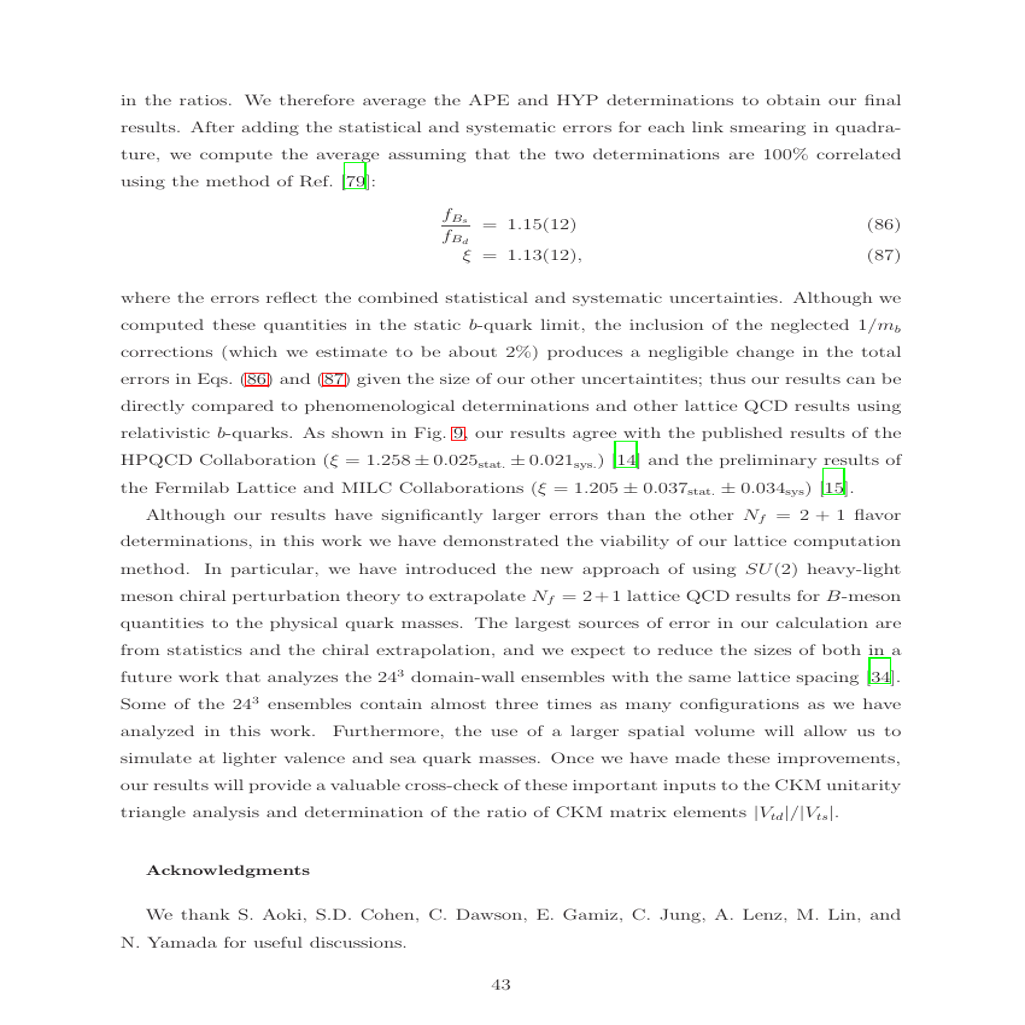 in the ratios. We therefore average the APE and HYP determinations to obtain our final
results. After adding the statistical and systematic errors for each link smearing in quadra-
ture, we compute the average assuming that the two determinations are 100% correlated
using the method of Ref. [79]:
f_{B_s}/f_{B_d} = 1.15(12) (86)
ξ = 1.13(12), (87)
where the errors reflect the combined statistical and systematic uncertainties. Although we
computed these quantities in the static b-quark limit, the inclusion of the neglected 1/m_b
corrections (which we estimate to be about 2%) produces a negligible change in the total
errors in Eqs. (86) and (87) given the size of our other uncertaintites; thus our results can be
directly compared to phenomenological determinations and other lattice QCD results using
relativistic b-quarks. As shown in Fig. 9, our results agree with the published results of the
HPQCD Collaboration (ξ = 1.258 ± 0.025_{stat.} ± 0.021_{sys.}) [14] and the preliminary results of
the Fermilab Lattice and MILC Collaborations (ξ = 1.205 ± 0.037_{stat.} ± 0.034_{sys}) [15].
Although our results have significantly larger errors than the other N_f = 2 + 1 flavor
determinations, in this work we have demonstrated the viability of our lattice computation
method. In particular, we have introduced the new approach of using SU(2) heavy-light
meson chiral perturbation theory to extrapolate N_f = 2+1 lattice QCD results for B-meson
quantities to the physical quark masses. The largest sources of error in our calculation are
from statistics and the chiral extrapolation, and we expect to reduce the sizes of both in a
future work that analyzes the 24³ domain-wall ensembles with the same lattice spacing [34].
Some of the 24³ ensembles contain almost three times as many configurations as we have
analyzed in this work. Furthermore, the use of a larger spatial volume will allow us to
simulate at lighter valence and sea quark masses. Once we have made these improvements,
our results will provide a valuable cross-check of these important inputs to the CKM unitarity
triangle analysis and determination of the ratio of CKM matrix elements |V_{td}|/|V_{ts}|.
Acknowledgments
We thank S. Aoki, S.D. Cohen, C. Dawson, E. Gamiz, C. Jung, A. Lenz, M. Lin, and
N. Yamada for useful discussions.
43